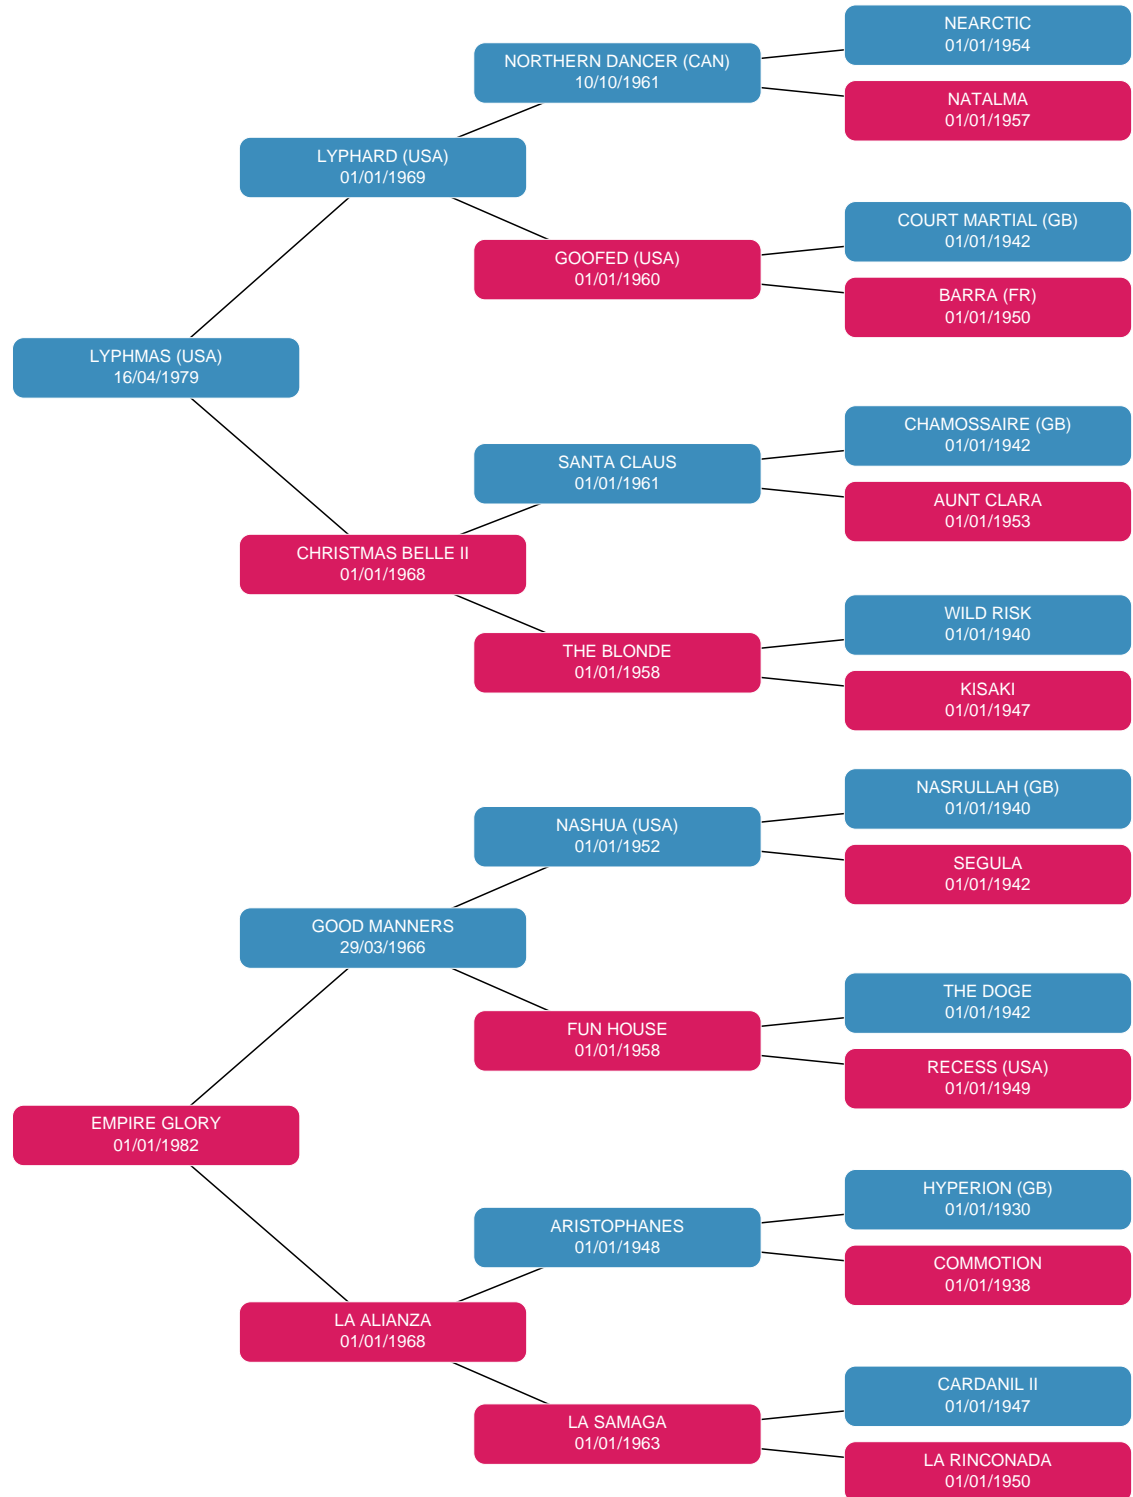 NEARCTIC
01/01/1954
NORTHERN DANCER (CAN)
10/10/1961
NATALMA
01/01/1957
LYPHARD (USA)
01/01/1969
COURT MARTIAL (GB)
01/01/1942
GOOFED (USA)
01/01/1960
BARRA (FR)
01/01/1950
LYPHMAS (USA)
16/04/1979
CHAMOSSAIRE (GB)
01/01/1942
SANTA CLAUS
01/01/1961
AUNT CLARA
01/01/1953
CHRISTMAS BELLE II
01/01/1968
WILD RISK
01/01/1940
THE BLONDE
01/01/1958
KISAKI
01/01/1947
NASRULLAH (GB)
01/01/1940
NASHUA (USA)
01/01/1952
SEGULA
01/01/1942
GOOD MANNERS
29/03/1966
THE DOGE
01/01/1942
FUN HOUSE
01/01/1958
RECESS (USA)
01/01/1949
EMPIRE GLORY
01/01/1982
HYPERION (GB)
01/01/1930
ARISTOPHANES
01/01/1948
COMMOTION
01/01/1938
LA ALIANZA
01/01/1968
CARDANIL II
01/01/1947
LA SAMAGA
01/01/1963
LA RINCONADA
01/01/1950